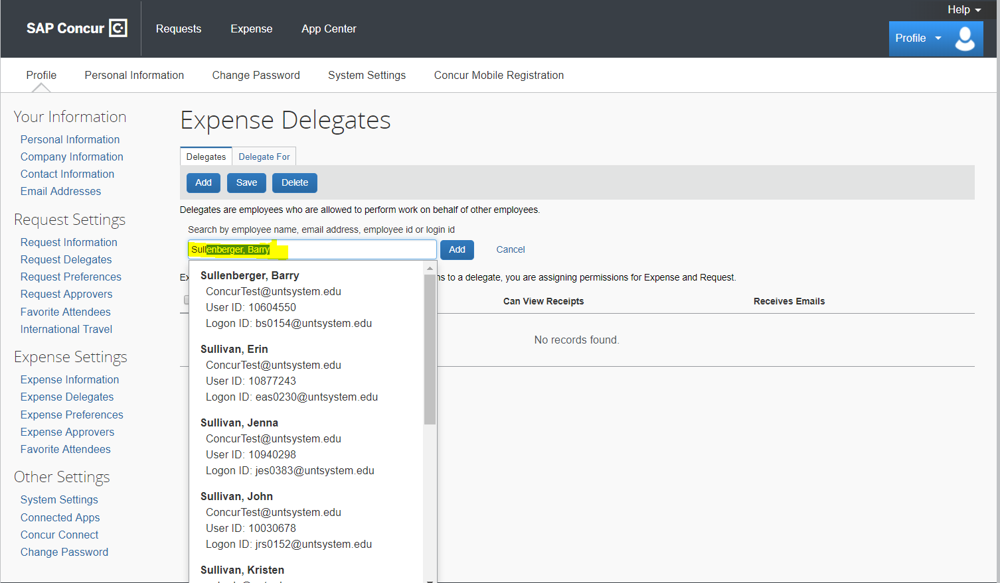 SAP Concur
Requests
Expense
App Center
Help
Profile
Profile
Personal Information
Change Password
System Settings
Concur Mobile Registration
Your Information
Personal Information
Company Information
Contact Information
Email Addresses
Request Settings
Request Information
Request Delegates
Request Preferences
Request Approvers
Favorite Attendees
International Travel
Expense Settings
Expense Information
Expense Delegates
Expense Preferences
Expense Approvers
Favorite Attendees
Other Settings
System Settings
Connected Apps
Concur Connect
Change Password
Expense Delegates
Delegates
Delegate For
Add
Save
Delete
Delegates are employees who are allowed to perform work on behalf of other employees.
Search by employee name, email address, employee id or login id
Sullenberger, Barry
Add
Cancel
to a delegate, you are assigning permissions for Expense and Request.
Can View Receipts
Receives Emails
No records found.
Sullenberger, Barry
ConcurTest@untsystem.edu
User ID: 10604550
Logon ID: bs0154@untsystem.edu
Sullivan, Erin
ConcurTest@untsystem.edu
User ID: 10877243
Logon ID: eas0230@untsystem.edu
Sullivan, Jenna
ConcurTest@untsystem.edu
User ID: 10940298
Logon ID: jes0383@untsystem.edu
Sullivan, John
ConcurTest@untsystem.edu
User ID: 10030678
Logon ID: jrs0152@untsystem.edu
Sullivan, Kristen